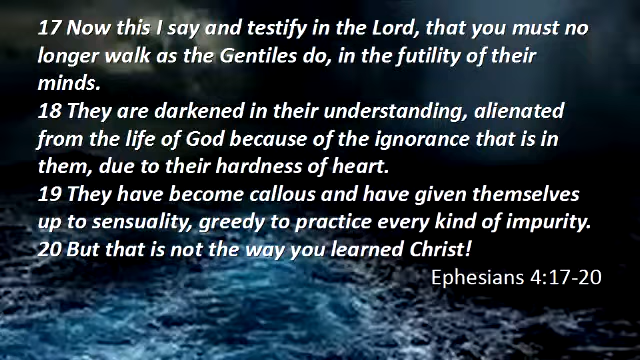 17 Now this I say and testify in the Lord, that you must no
longer walk as the Gentiles do, in the futility of their
minds.
18 They are darkened in their understanding, alienated
from the life of God because of the ignorance that is in
them, due to their hardness of heart.
19 They have become callous and have given themselves
up to sensuality, greedy to practice every kind of impurity.
20 But that is not the way you learned Christ!
Ephesians 4:17-20